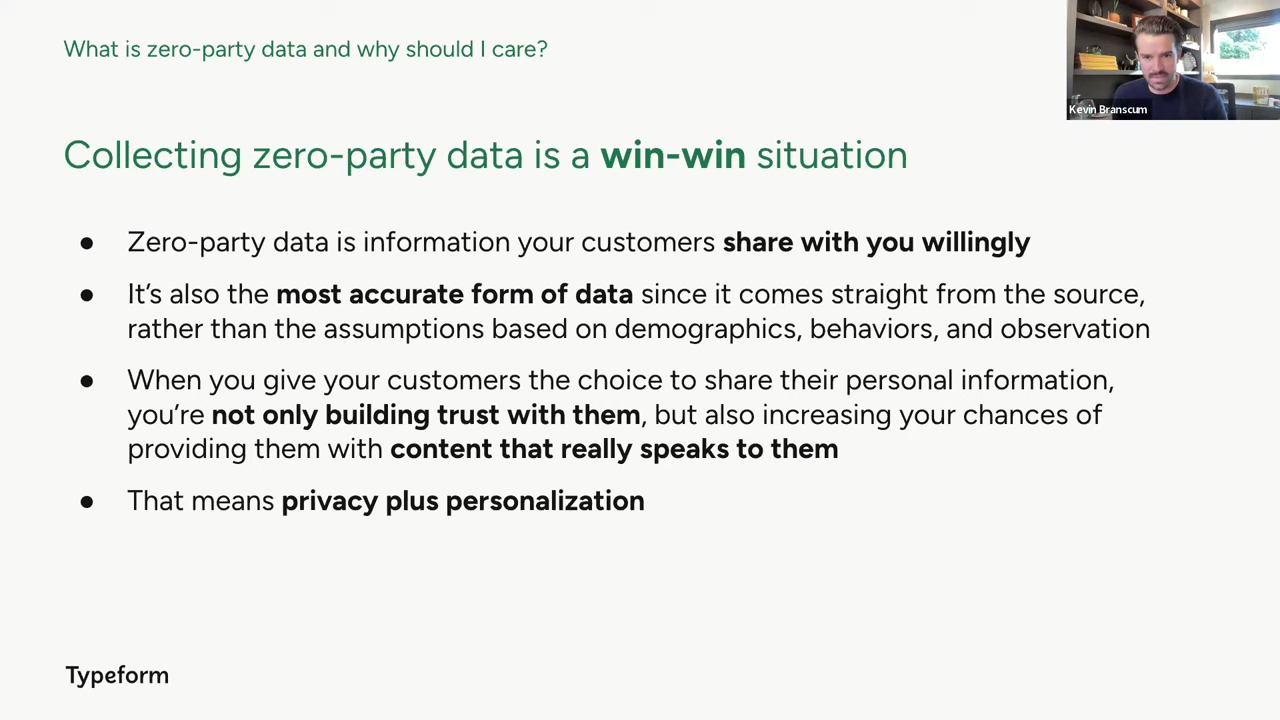 What is zero-party data and why should I care?
Kevin Branscum
Collecting zero-party data is a win-win situation
● Zero-party data is information your customers share with you willingly
● It’s also the most accurate form of data since it comes straight from the source,
rather than the assumptions based on demographics, behaviors, and observation
● When you give your customers the choice to share their personal information,
you’re not only building trust with them, but also increasing your chances of
providing them with content that really speaks to them
● That means privacy plus personalization
Typeform